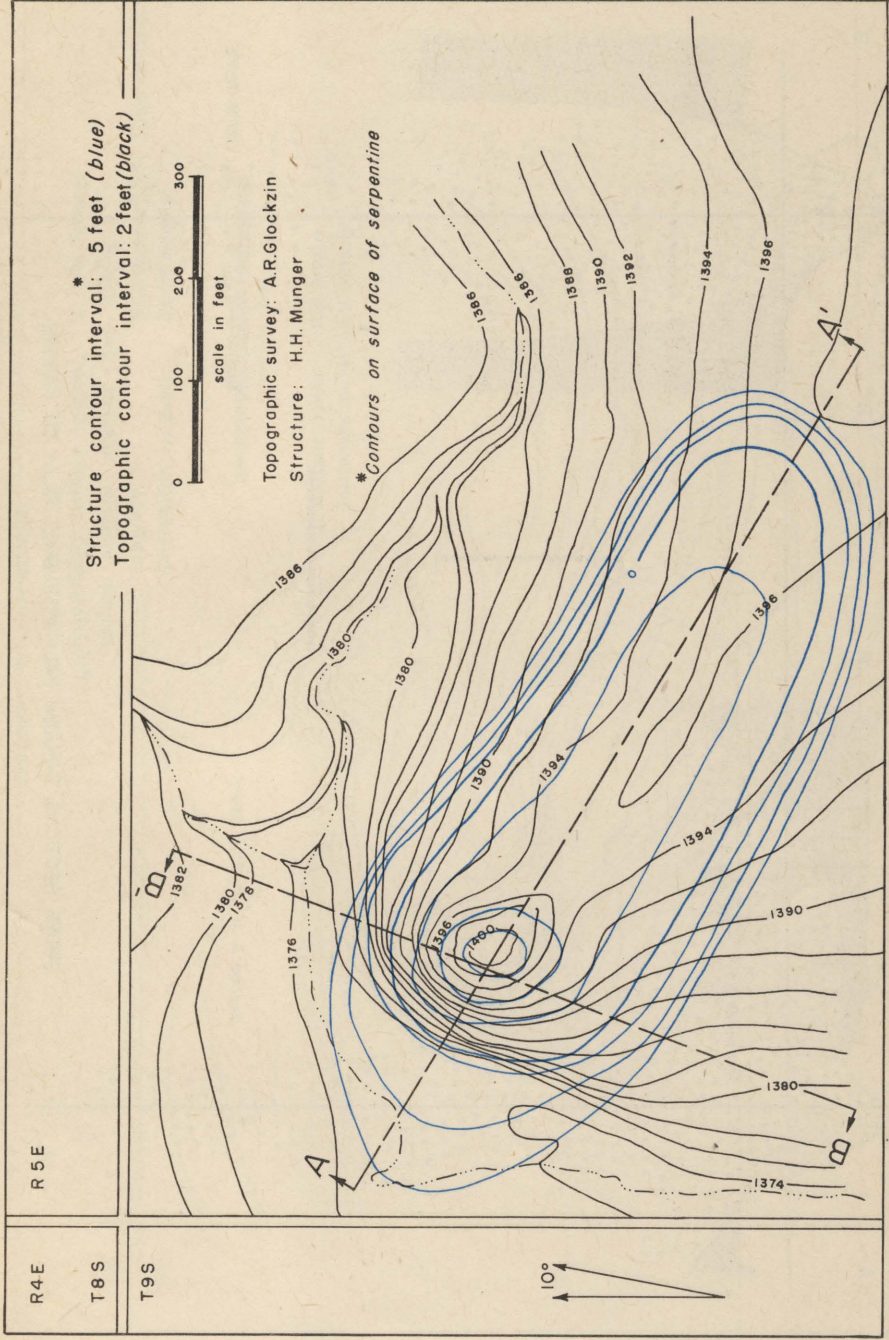 R4E
R5E
T8S
T9S
Structure contour interval:* 5 feet (blue)
Topographic contour interval: 2 feet (black)
0 100 200 300
scale in feet
Topographic survey: A.R.Glockzin
Structure: H.H. Munger
*Contours on surface of serpentine
B'
1382
1380
1378
1376
1386
1380
1380
1386
1386
1388
1390
1392
1394
1396
1390
1394
1396
1394
1396
1400
0
1390
1380
1374
A
A'
B
10°